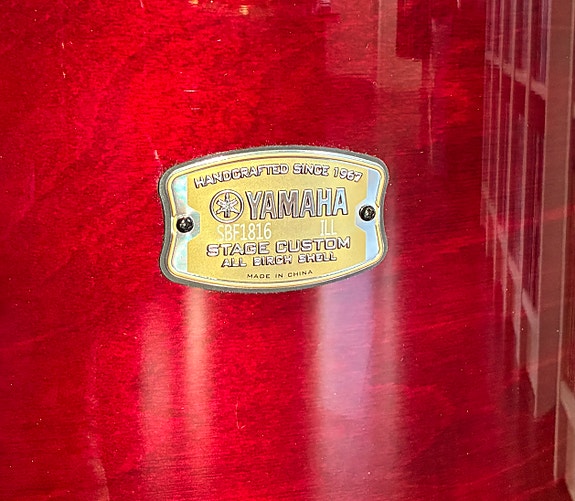 HANDCRAFTED SINCE 1967
YAMAHA
SBF1816 JLL
STAGE CUSTOM
ALL BIRCH SHELL
MADE IN CHINA